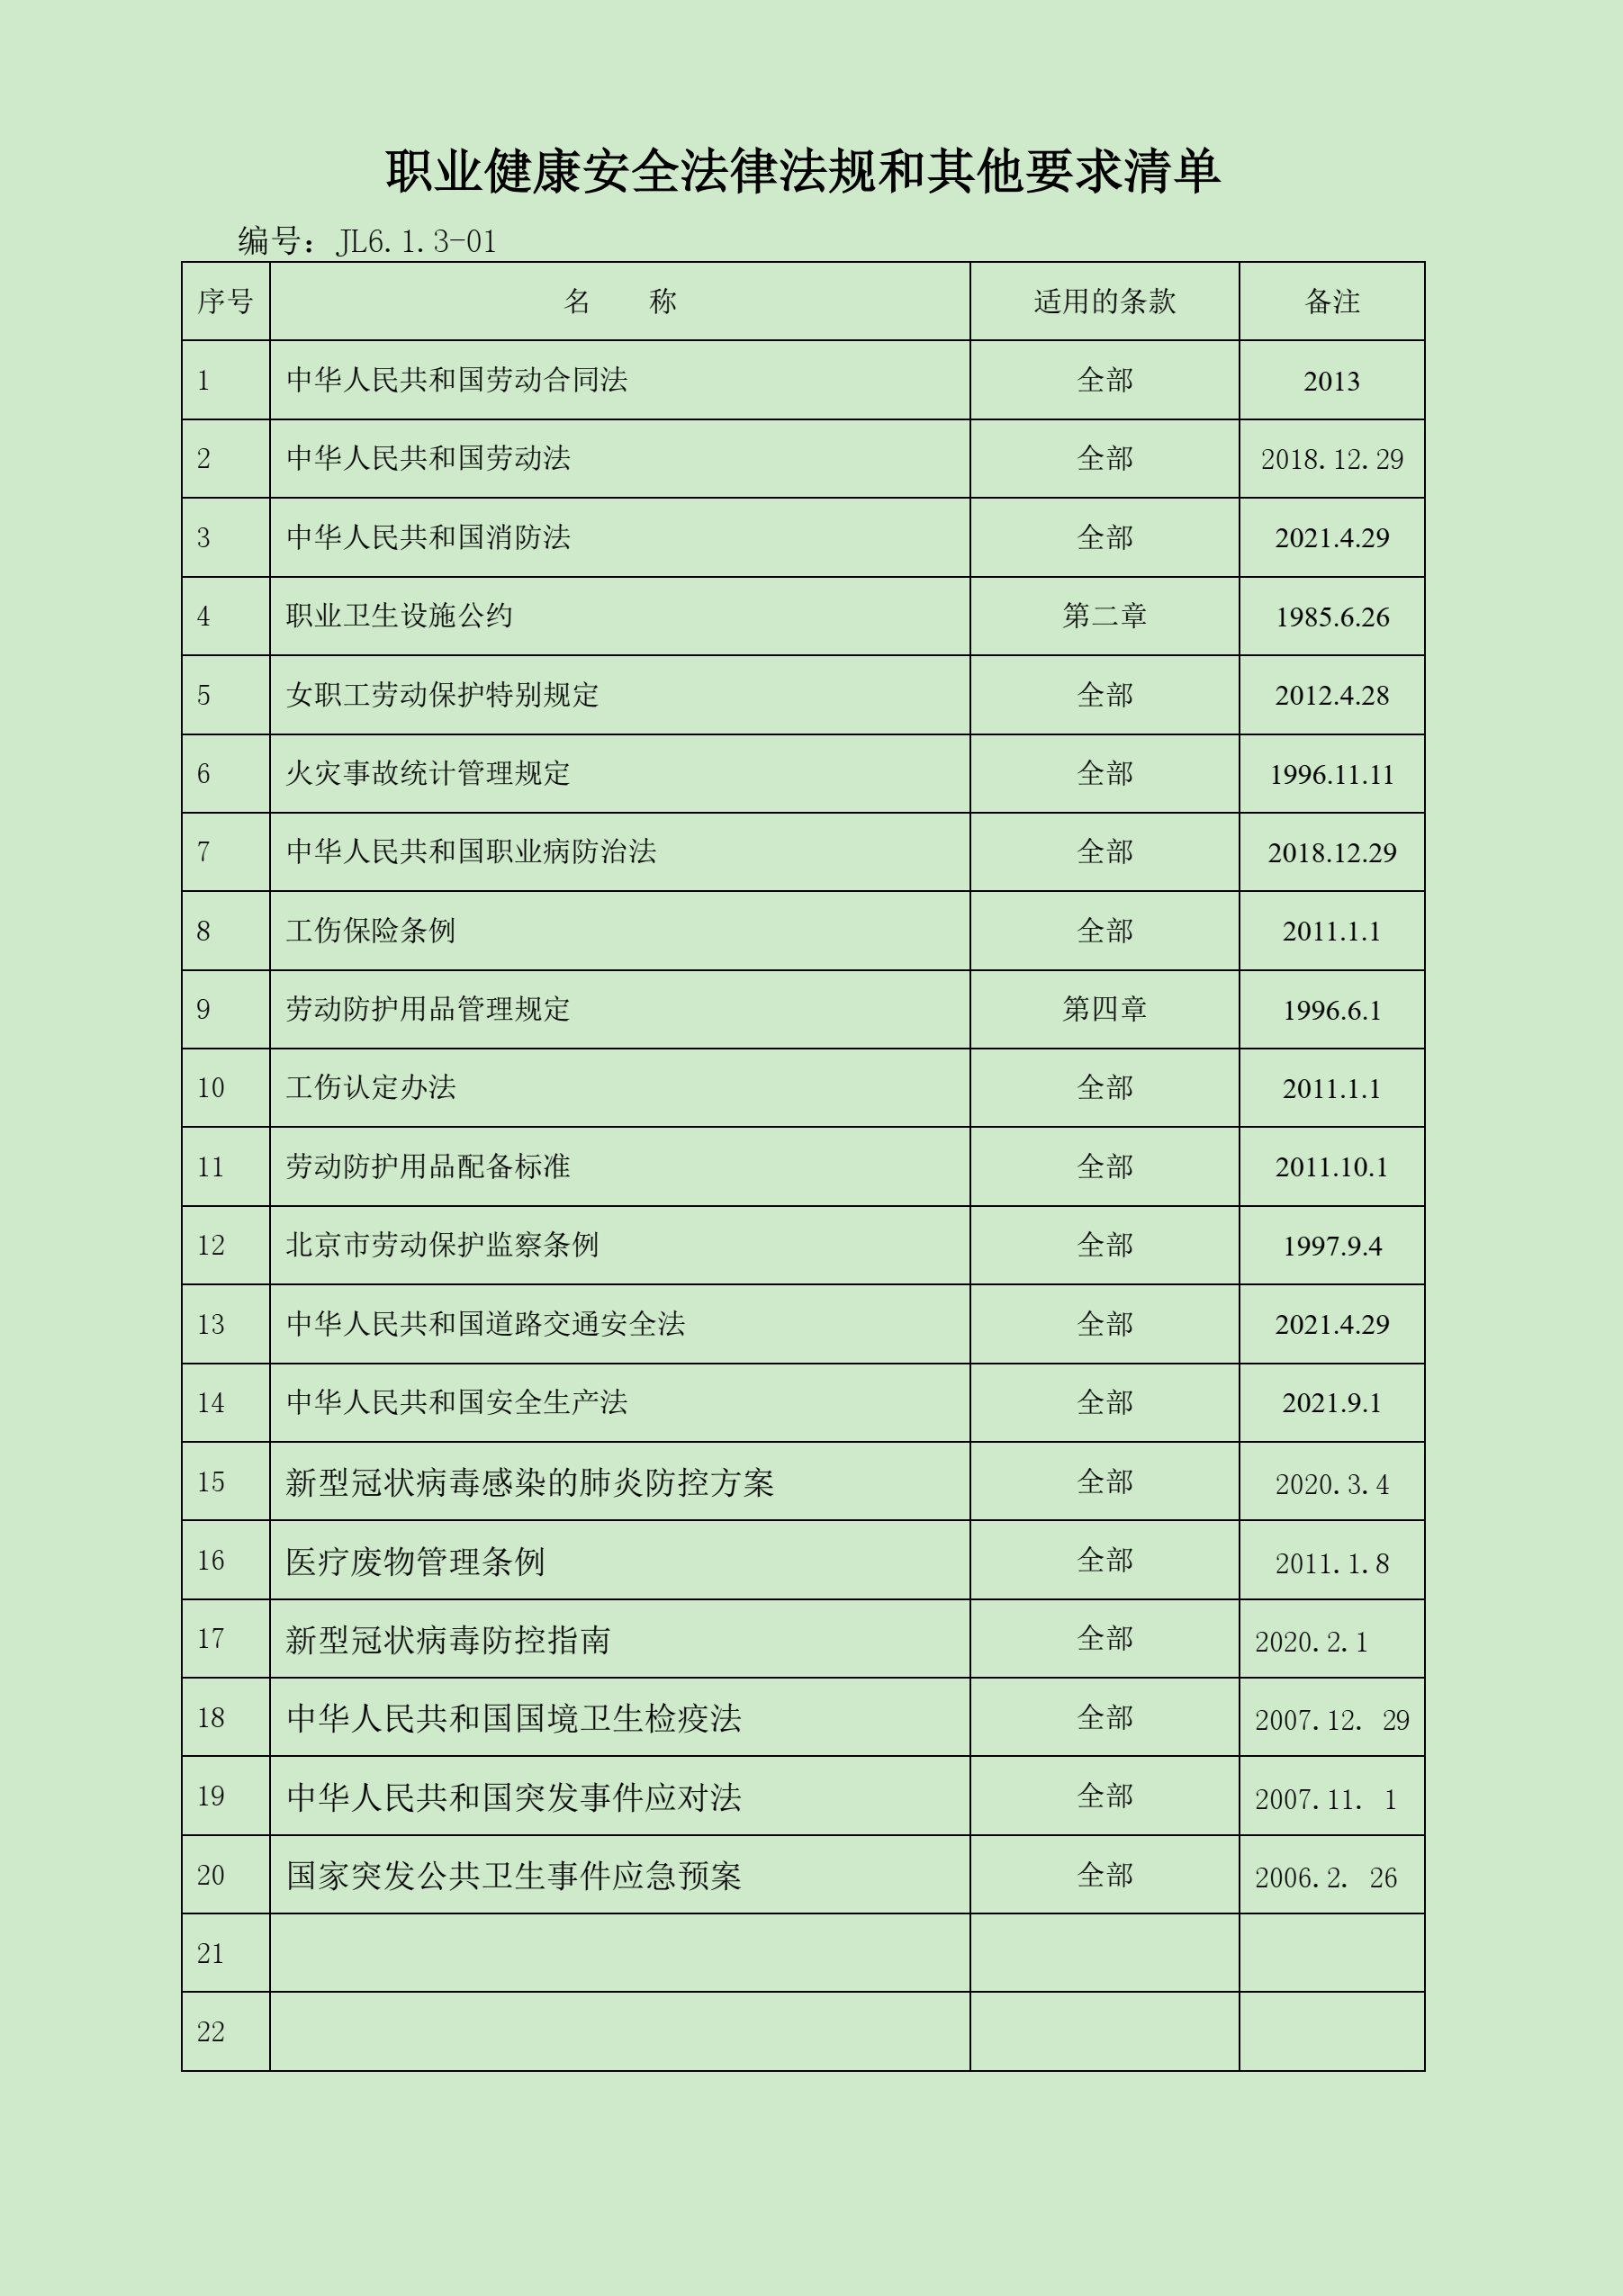 职业健康安全法律法规和其他要求清单
编号：JL6.1.3-01
序号 名 称 适用的条款 备注
1 中华人民共和国劳动合同法 全部 2013
2 中华人民共和国劳动法 全部 2018.12.29
3 中华人民共和国消防法 全部 2021.4.29
4 职业卫生设施公约 第二章 1985.6.26
5 女职工劳动保护特别规定 全部 2012.4.28
6 火灾事故统计管理规定 全部 1996.11.11
7 中华人民共和国职业病防治法 全部 2018.12.29
8 工伤保险条例 全部 2011.1.1
9 劳动防护用品管理规定 第四章 1996.6.1
10 工伤认定办法 全部 2011.1.1
11 劳动防护用品配备标准 全部 2011.10.1
12 北京市劳动保护监察条例 全部 1997.9.4
13 中华人民共和国道路交通安全法 全部 2021.4.29
14 中华人民共和国安全生产法 全部 2021.9.1
15 新型冠状病毒感染的肺炎防控方案 全部 2020.3.4
16 医疗废物管理条例 全部 2011.1.8
17 新型冠状病毒防控指南 全部 2020.2.1
18 中华人民共和国国境卫生检疫法 全部 2007.12. 29
19 中华人民共和国突发事件应对法 全部 2007.11. 1
20 国家突发公共卫生事件应急预案 全部 2006.2. 26
21
22